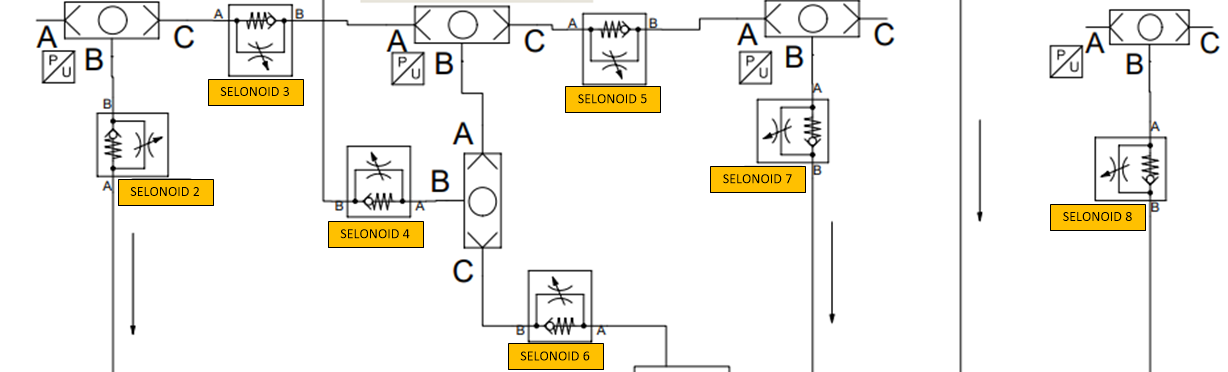 A B C
P U
A B
SELONOID 3
A B C
P U
A B
SELONOID 5
A B C
P U
A B C
P U
B
A
SELONOID 2
A
B
SELONOID 7
A
B
SELONOID 8
A
B
C
B A
SELONOID 4
B A
SELONOID 6